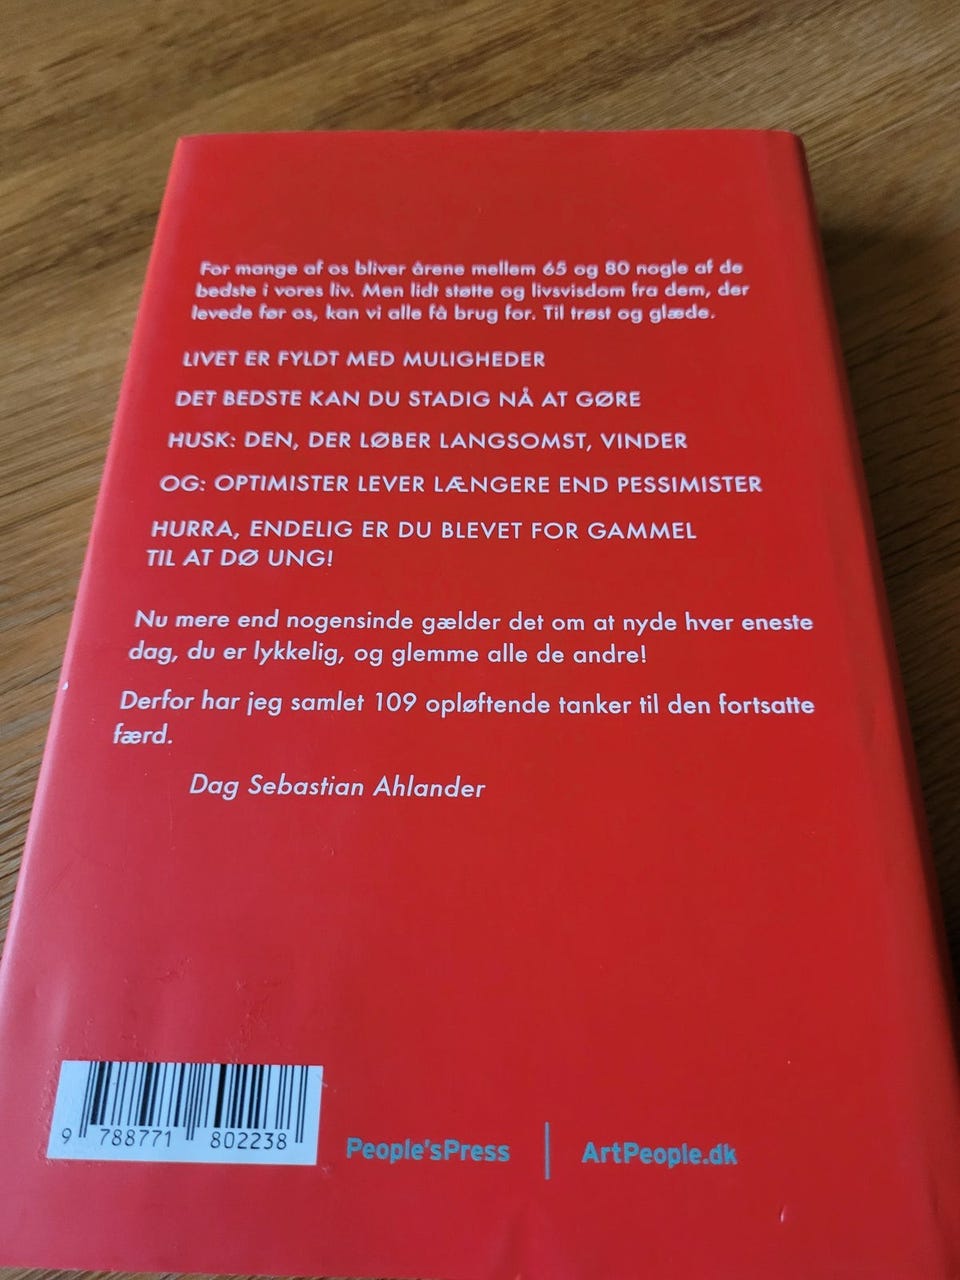 For mange af os bliver årene mellem 65 og 80 nogle af de
bedste i vores liv. Men lidt støtte og livsvisdom fra dem, der
levede før os, kan vi alle få brug for. Til trøst og glæde.
LIVET ER FYLDT MED MULIGHEDER
DET BEDSTE KAN DU STADIG NÅ AT GØRE
HUSK: DEN, DER LØBER LANGSOMST, VINDER
OG: OPTIMISTER LEVER LÆNGERE END PESSIMISTER
HURRA, ENDELIG ER DU BLEVET FOR GAMMEL
TIL AT DØ UNG!
Nu mere end nogensinde gælder det om at nyde hver eneste
dag, du er lykkelig, og glemme alle de andre!
Derfor har jeg samlet 109 opløftende tanker til den fortsatte
færd.
Dag Sebastian Ahlander
9 788771 802238
People'sPress | ArtPeople.dk